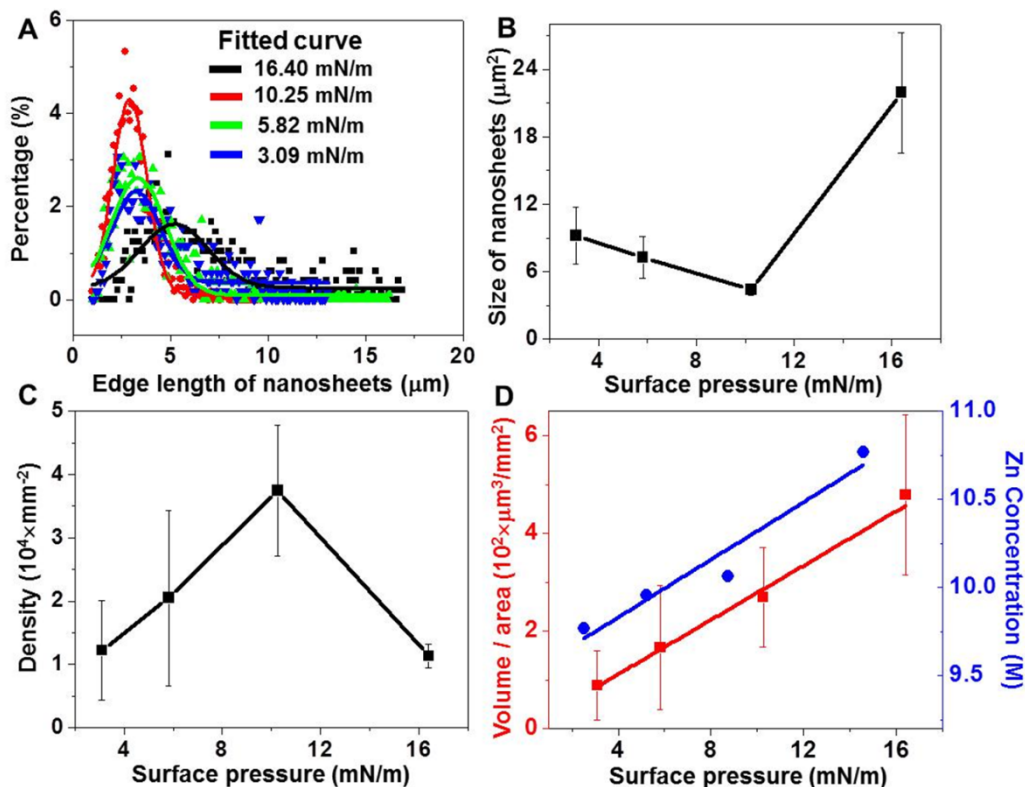 A
Percentage (%)
6
4
2
0
Fitted curve
16.40 mN/m
10.25 mN/m
5.82 mN/m
3.09 mN/m
0 5 10 15 20
Edge length of nanosheets (μm)
B
Size of nanosheets (μm²)
24
18
12
6
0
4 8 12 16
Surface pressure (mN/m)
C
Density (10⁴×mm⁻²)
5
4
3
2
1
0
4 8 12 16
Surface pressure (mN/m)
D
Volume / area (10²×μm³/mm²)
6
4
2
0
11.0
10.5
10.0
9.5
Zn Concentration (M)
4 8 12 16
Surface pressure (mN/m)